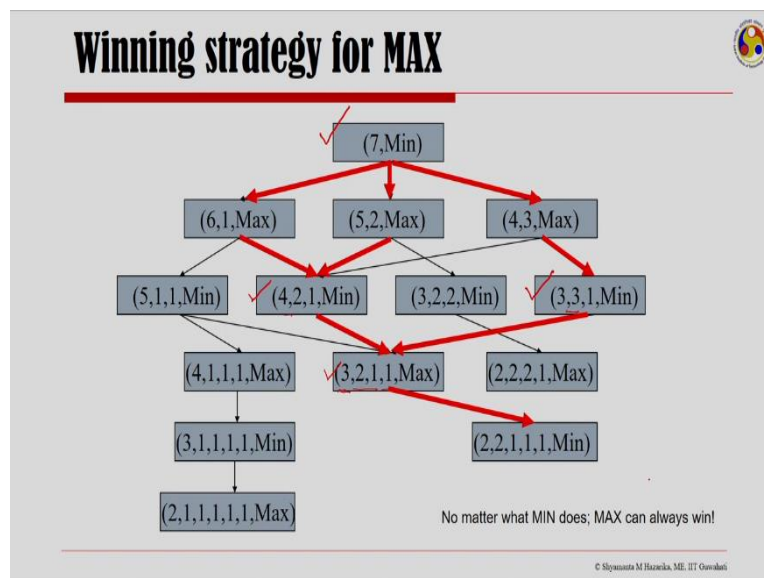 Winning strategy for MAX
(7,Min)
(6,1,Max) (5,2,Max) (4,3,Max)
(5,1,1,Min) (4,2,1,Min) (3,2,2,Min) (3,3,1,Min)
(4,1,1,1,Max) (3,2,1,1,Max) (2,2,2,1,Max)
(3,1,1,1,1,Min) (2,2,1,1,1,Min)
(2,1,1,1,1,1,Max)
No matter what MIN does; MAX can always win!
© Shyamanta M Hazarika, ME, IIT Guwahati